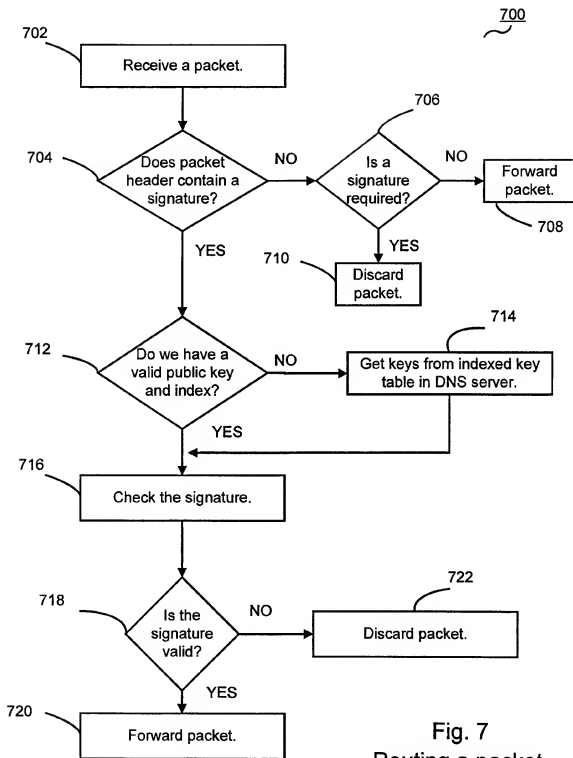 700
702
Receive a packet.
706
704
Does packet
header contain a
signature?
NO
Is a
signature
required?
NO
Forward
packet.
708
YES
YES
710
Discard
packet.
712
Do we have a
valid public key
and index?
NO
714
Get keys from indexed key
table in DNS server.
YES
716
Check the signature.
718
Is the
signature
valid?
NO
722
Discard packet.
YES
720
Forward packet.
Fig. 7
Routing a packet